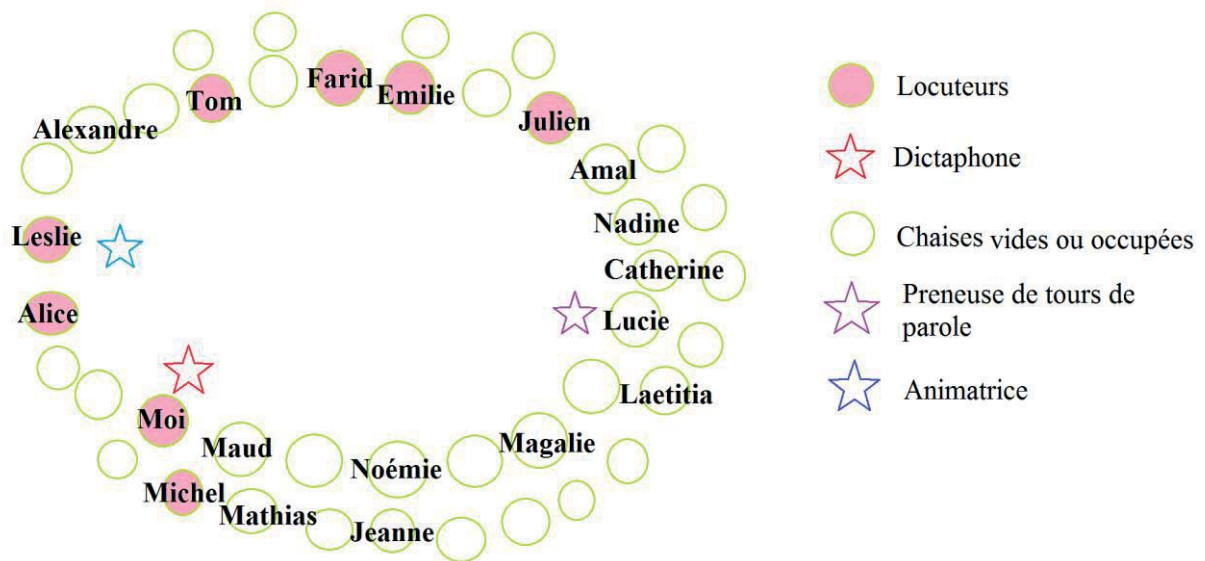 Farid
Emilie
Tom
Julien
Alexandre
Amal
Leslie
Nadine
Catherine
Alice
Lucie
Laetitia
Moi
Maud
Magalie
Noémie
Michel
Mathias
Jeanne
Locuteurs
Dictaphone
Chaises vides ou occupées
Preneuse de tours de
parole
Animatrice